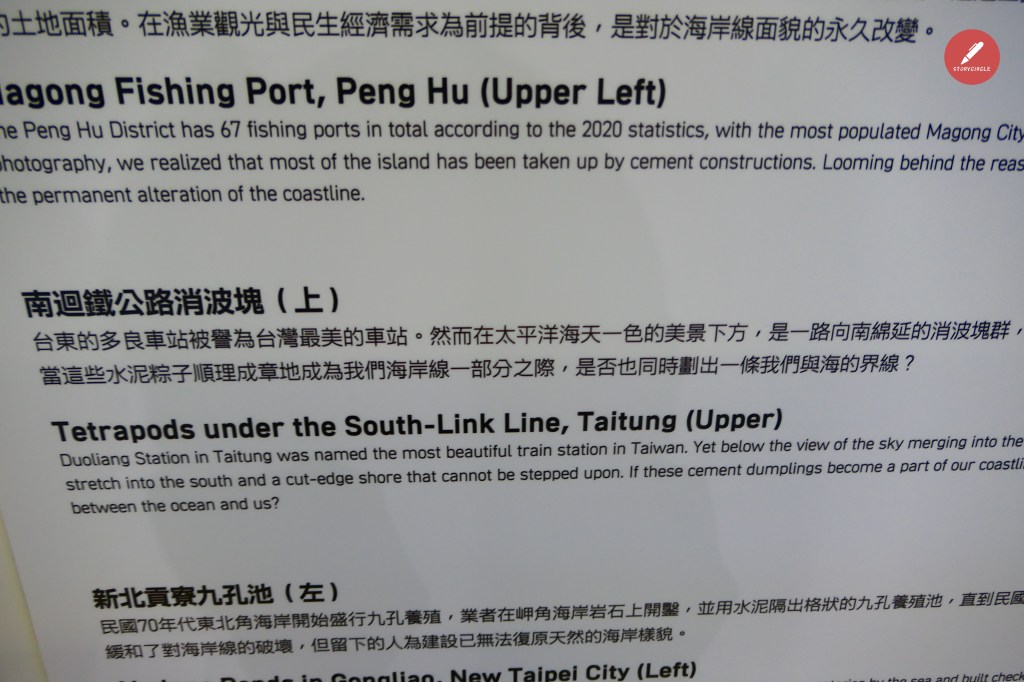 的土地面積。在漁業觀光與民生經濟需求為前提的背後，是對於海岸線面貌的永久改變。
STORYCIRCLE
Magong Fishing Port, Peng Hu (Upper Left)
The Peng Hu District has 67 fishing ports in total according to the 2020 statistics, with the most populated Magong City
photography, we realized that most of the island has been taken up by cement constructions. Looming behind the reas
the permanent alteration of the coastline.
南迴鐵公路消波塊（上）
台東的多良車站被譽為台灣最美的車站。然而在太平洋海天一色的美景下方，是一路向南綿延的消波塊群，
當這些水泥粽子順理成章地成為我們海岸線一部分之際，是否也同時劃出一條我們與海的界線？
Tetrapods under the South-Link Line, Taitung (Upper)
Duoliang Station in Taitung was named the most beautiful train station in Taiwan. Yet below the view of the sky merging into the
stretch into the south and a cut-edge shore that cannot be stepped upon. If these cement dumplings become a part of our coastli
between the ocean and us?
新北貢寮九孔池（左）
民國70年代東北角海岸開始盛行九孔養殖，業者在岬角海岸岩石上開鑿，並用水泥隔出格狀的九孔養殖池，直到民國
緩和了對海岸線的破壞，但留下的人為建設已無法復原天然的海岸樣貌。
Ponds in Gongliao, New Taipei City (Left)
by the sea and built check